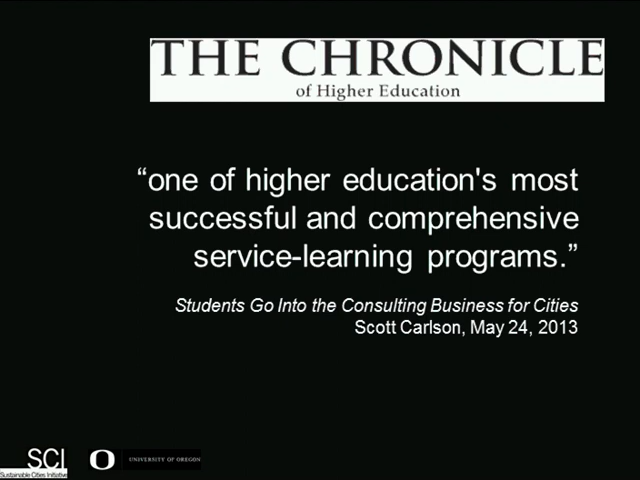 THE CHRONICLE
of Higher Education
“one of higher education's most
successful and comprehensive
service-learning programs.”
Students Go Into the Consulting Business for Cities
Scott Carlson, May 24, 2013
SCI
Sustainable Cities Initiative
O
UNIVERSITY OF OREGON